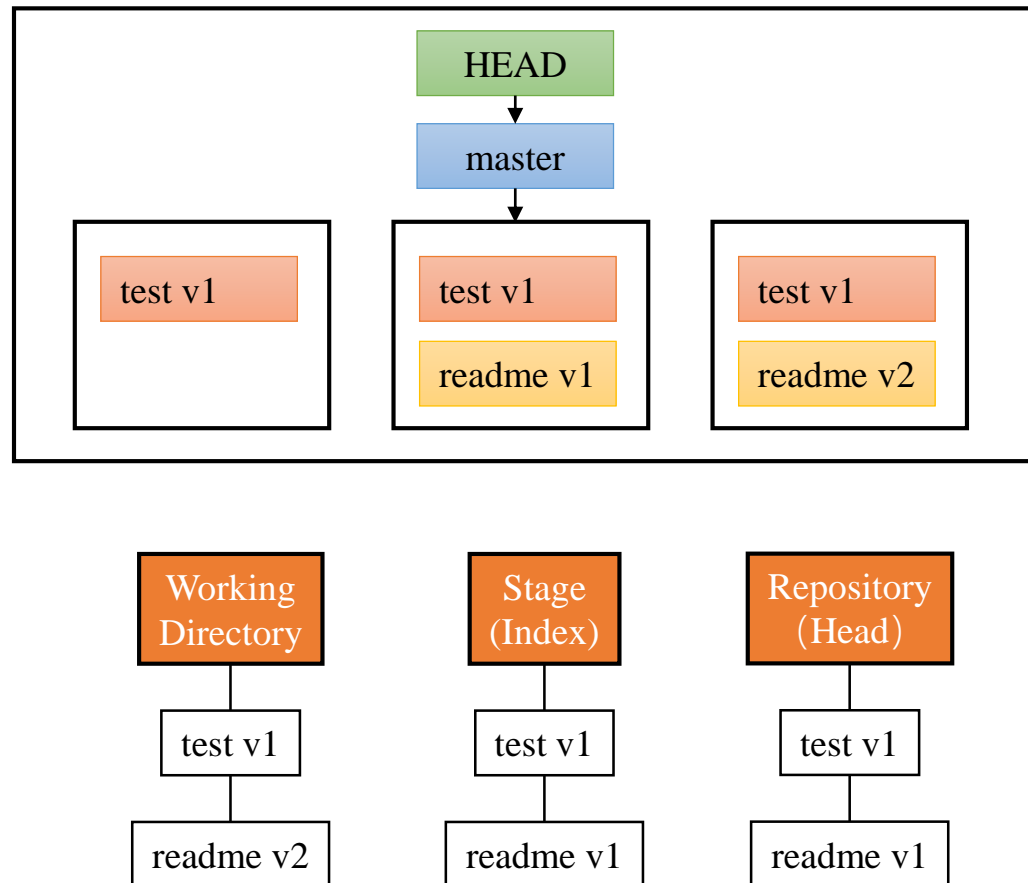 HEAD
master
test v1
test v1
readme v1
test v1
readme v2
Working
Directory
Stage
(Index)
Repository
（Head）
test v1
test v1
test v1
readme v2
readme v1
readme v1